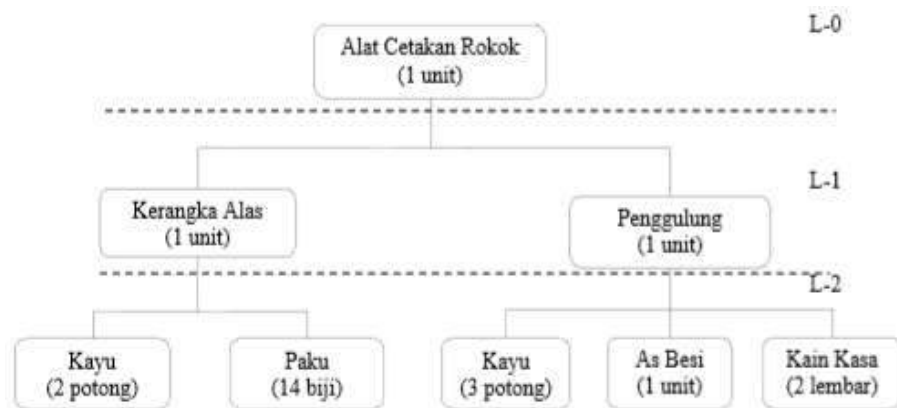 L-0
Alat Cetakan Rokok
(1 unit)
L-1
Kerangka Alas
(1 unit)
Penggulung
(1 unit)
L-2
Kayu
(2 potong)
Paku
(14 biji)
Kayu
(3 potong)
As Besi
(1 unit)
Kain Kasa
(2 lembar)